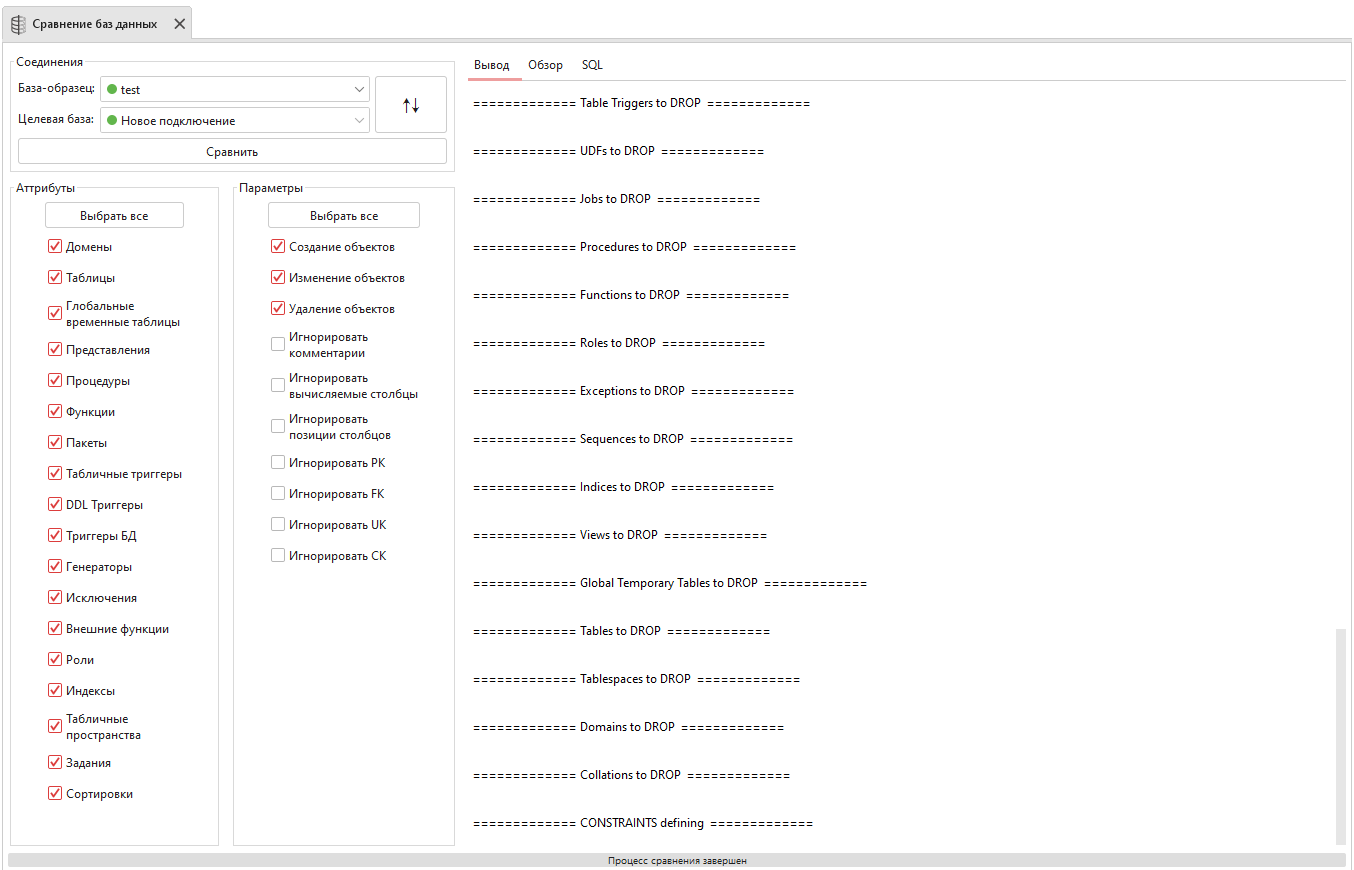 Сравнение баз данных
Соединения
База-образец:
test
Целевая база:
Новое подключение
Сравнить
Аттрибуты
Выбрать все
Домены
Таблицы
Глобальные
временные таблицы
Представления
Процедуры
Функции
Пакеты
Табличные триггеры
DDL Триггеры
Триггеры БД
Генераторы
Исключения
Внешние функции
Роли
Индексы
Табличные
пространства
Задания
Сортировки
Параметры
Выбрать все
Создание объектов
Изменение объектов
Удаление объектов
Игнорировать
комментарии
Игнорировать
вычисляемые столбцы
Игнорировать
позиции столбцов
Игнорировать PK
Игнорировать FK
Игнорировать UK
Игнорировать CK
Вывод Обзор SQL
============= Table Triggers to DROP =============
============= UDFs to DROP =============
============= Jobs to DROP =============
============= Procedures to DROP =============
============= Functions to DROP =============
============= Roles to DROP =============
============= Exceptions to DROP =============
============= Sequences to DROP =============
============= Indices to DROP =============
============= Views to DROP =============
============= Global Temporary Tables to DROP =============
============= Tables to DROP =============
============= Tablespaces to DROP =============
============= Domains to DROP =============
============= Collations to DROP =============
============= CONSTRAINTS defining =============
Процесс сравнения завершен